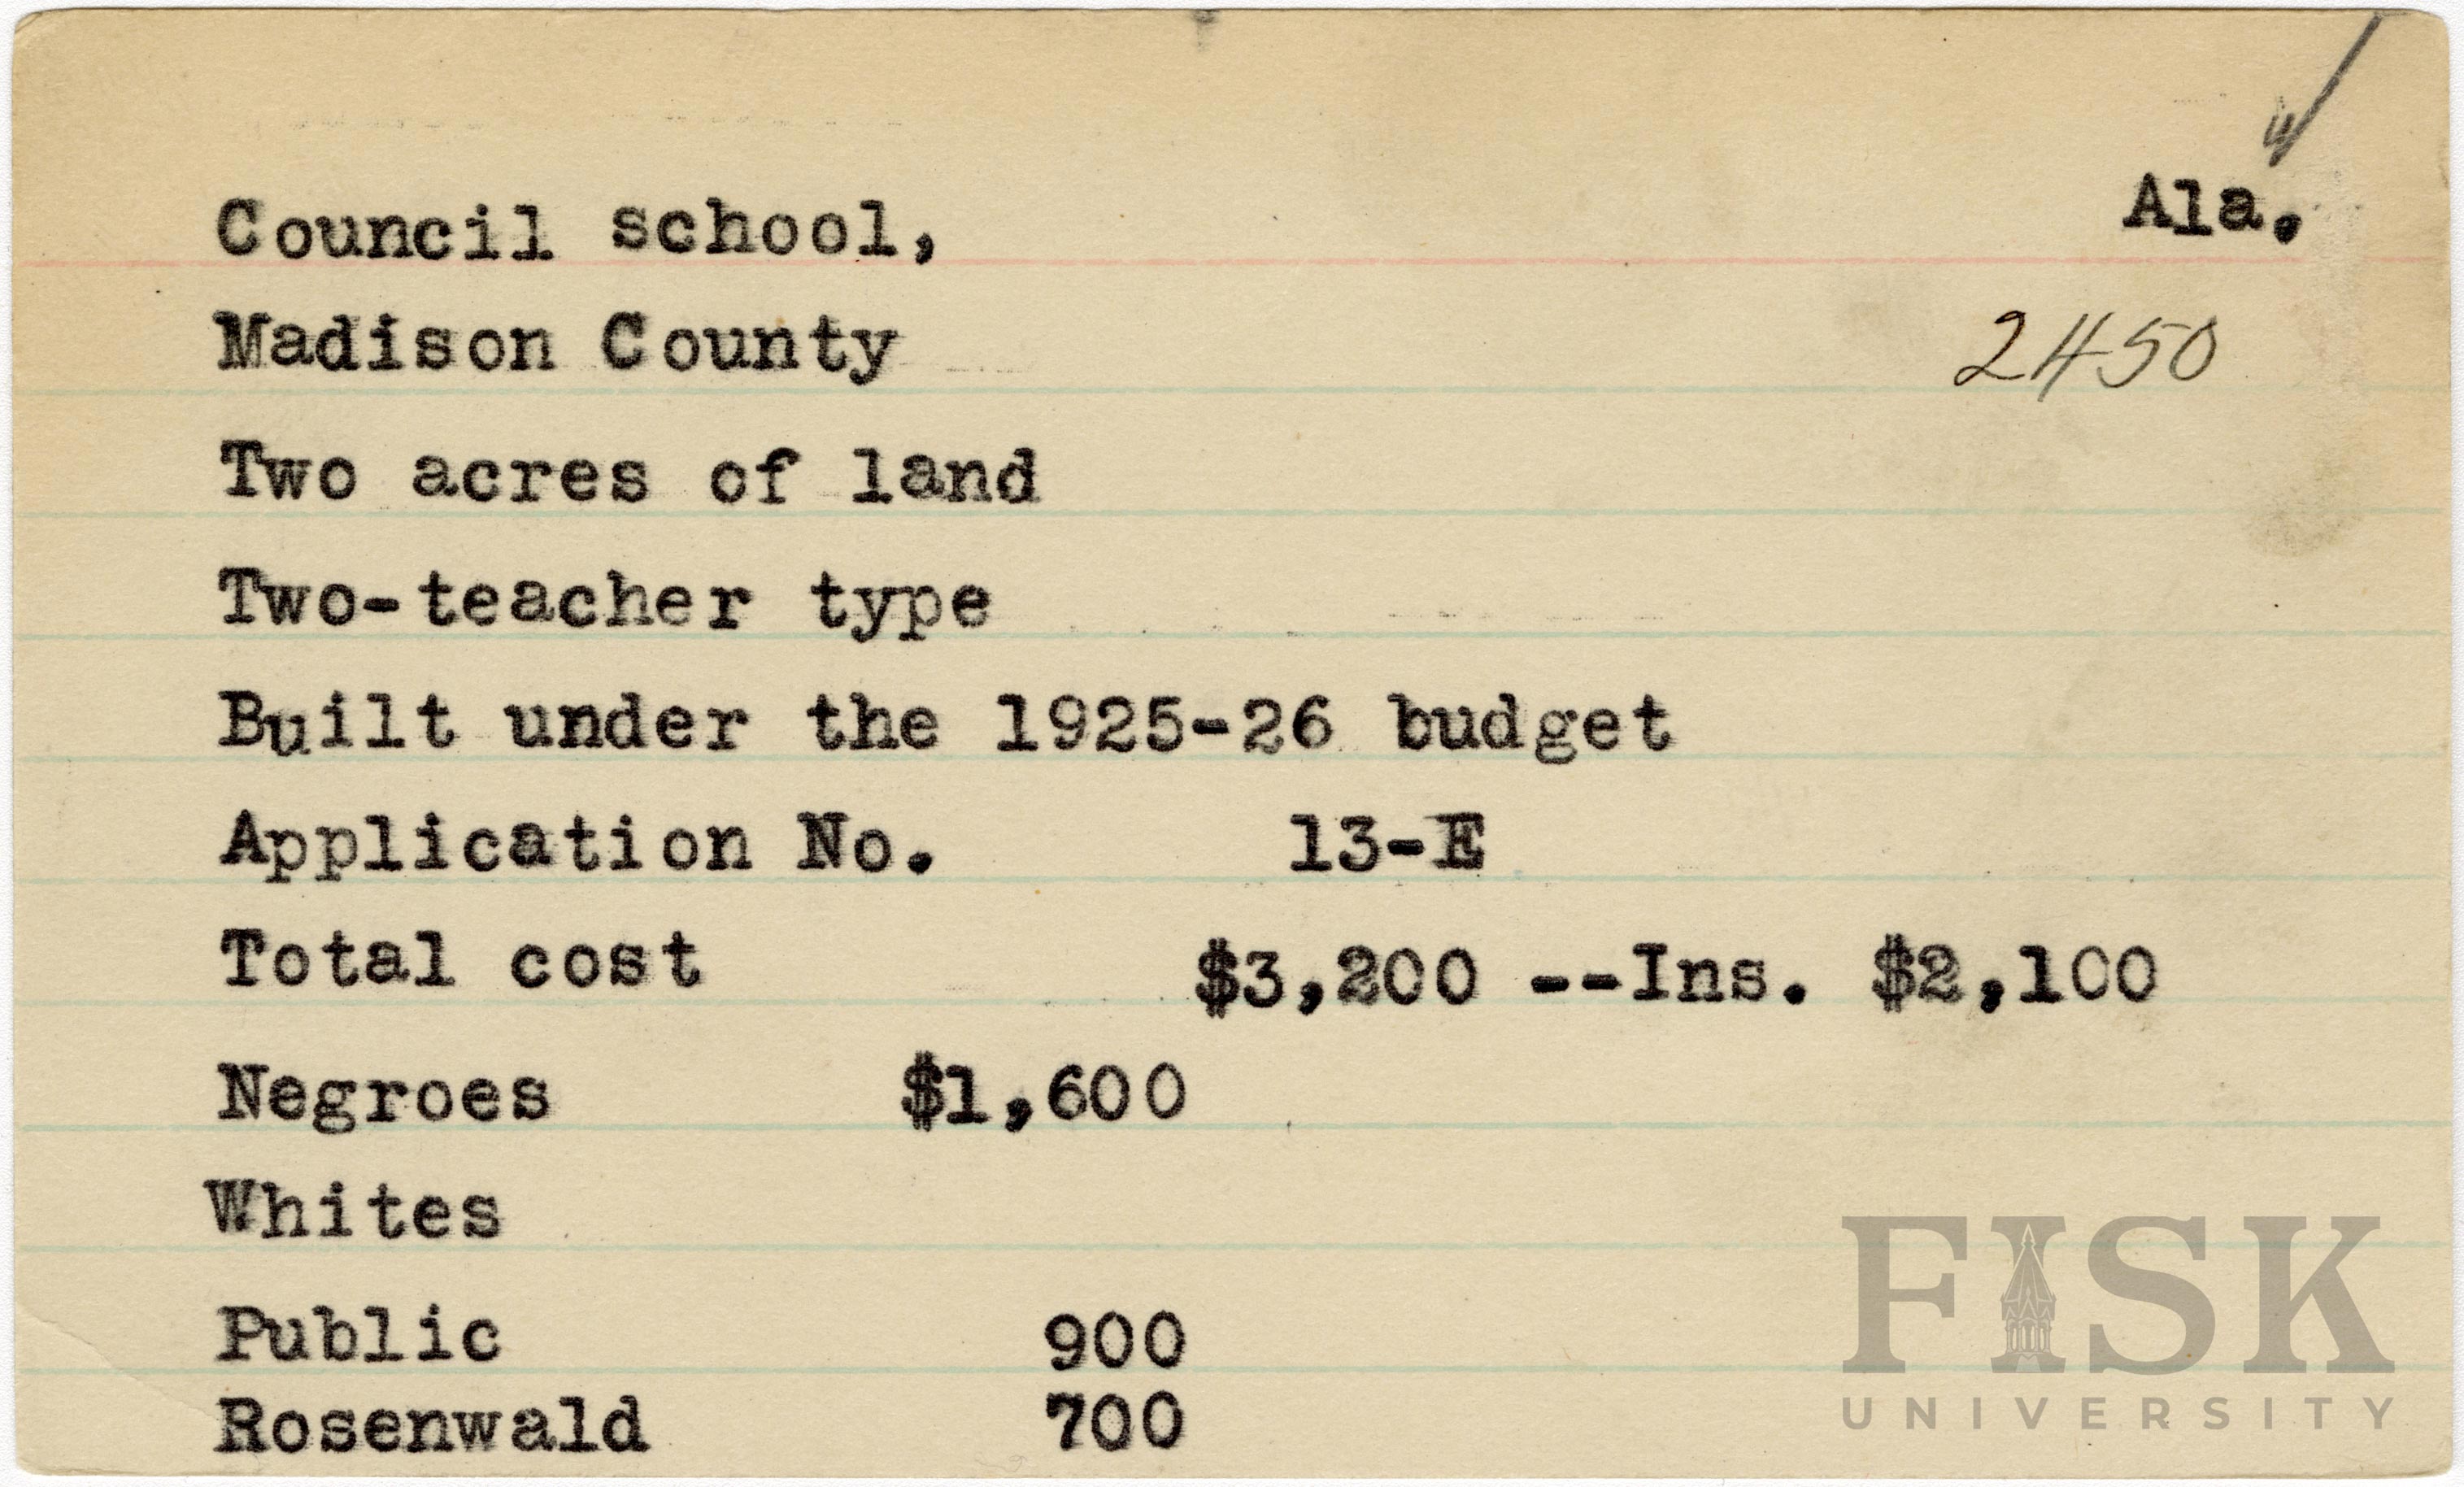 Council school, Ala.
Madison County 2450
Two acres of land
Two-teacher type
Built under the 1925-26 budget
Application No. 13-E
Total cost $3,200 --Ins. $2,100
Negroes $1,600
Whites
Public 900
Rosenwald 700
FISK
UNIVERSITY